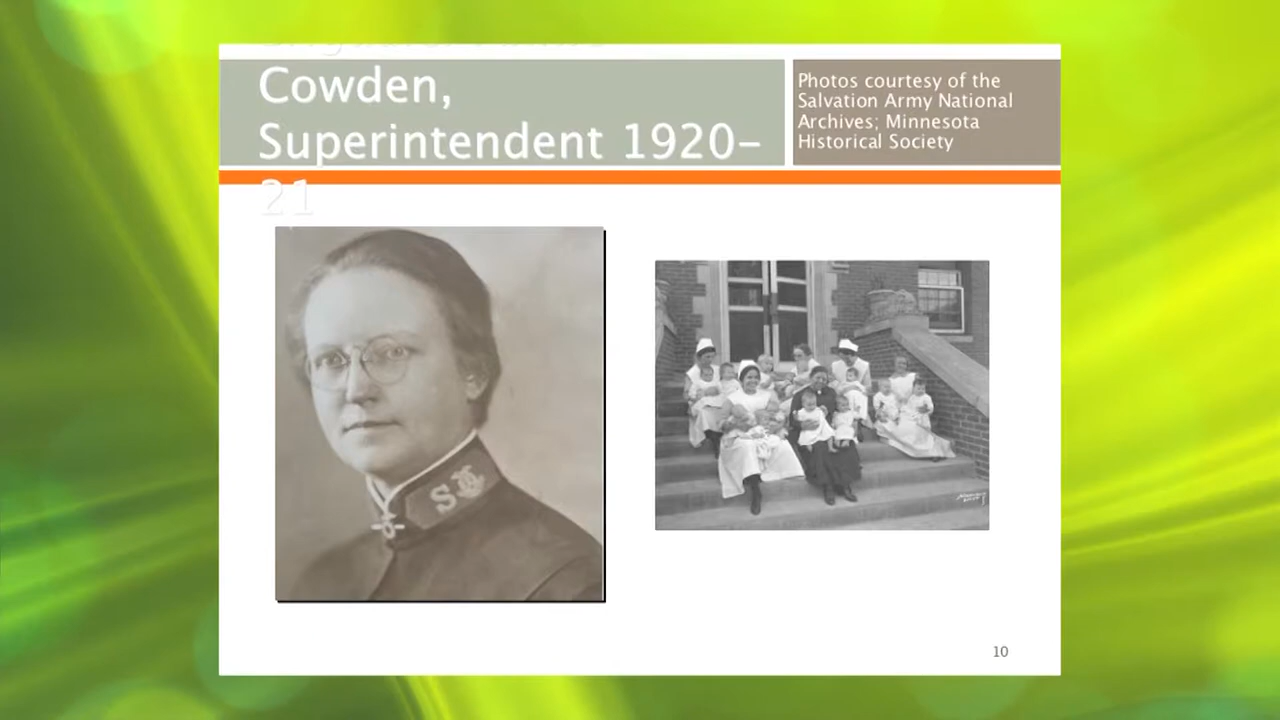 Cowden,
Superintendent 1920-
21
Photos courtesy of the
Salvation Army National
Archives; Minnesota
Historical Society
S
10